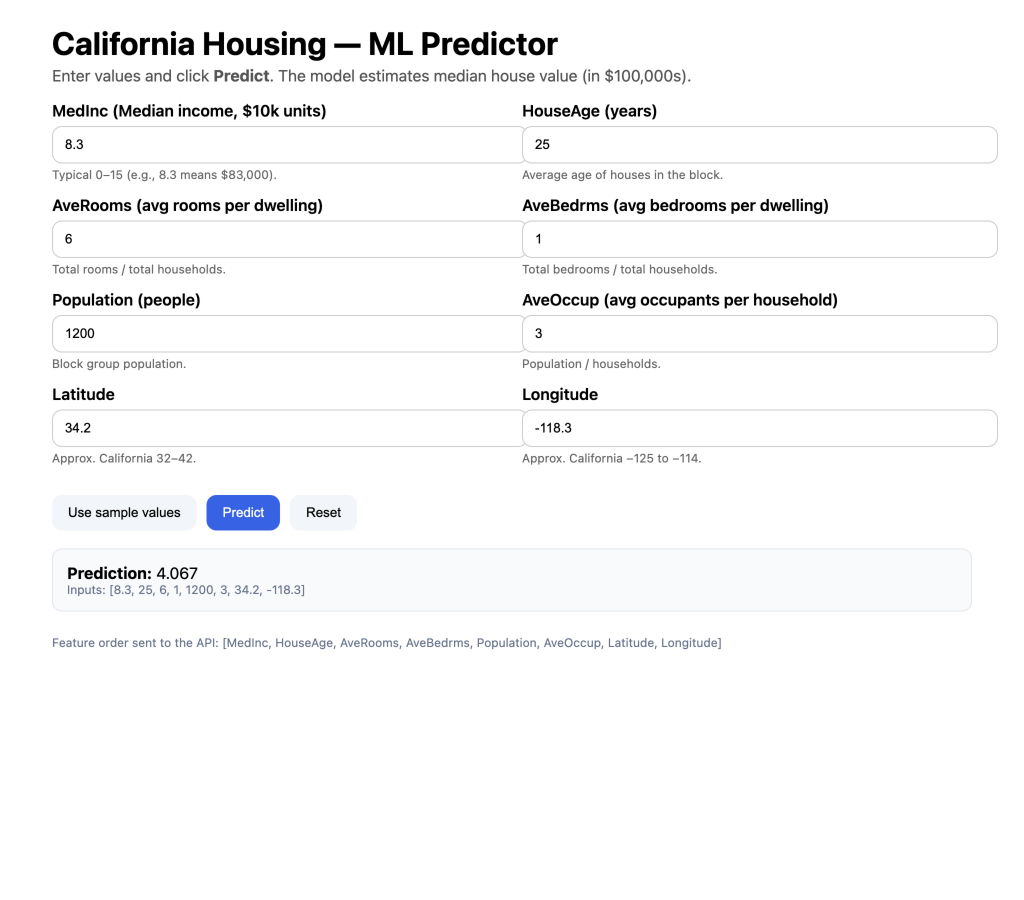 California Housing — ML Predictor
Enter values and click Predict. The model estimates median house value (in $100,000s).
MedInc (Median income, $10k units)
HouseAge (years)
8.3
25
Typical 0–15 (e.g., 8.3 means $83,000).
Average age of houses in the block.
AveRooms (avg rooms per dwelling)
AveBedrms (avg bedrooms per dwelling)
6
1
Total rooms / total households.
Total bedrooms / total households.
Population (people)
AveOccup (avg occupants per household)
1200
3
Block group population.
Population / households.
Latitude
Longitude
34.2
-118.3
Approx. California 32–42.
Approx. California −125 to −114.
Use sample values
Predict
Reset
Prediction: 4.067
Inputs: [8.3, 25, 6, 1, 1200, 3, 34.2, -118.3]
Feature order sent to the API: [MedInc, HouseAge, AveRooms, AveBedrms, Population, AveOccup, Latitude, Longitude]